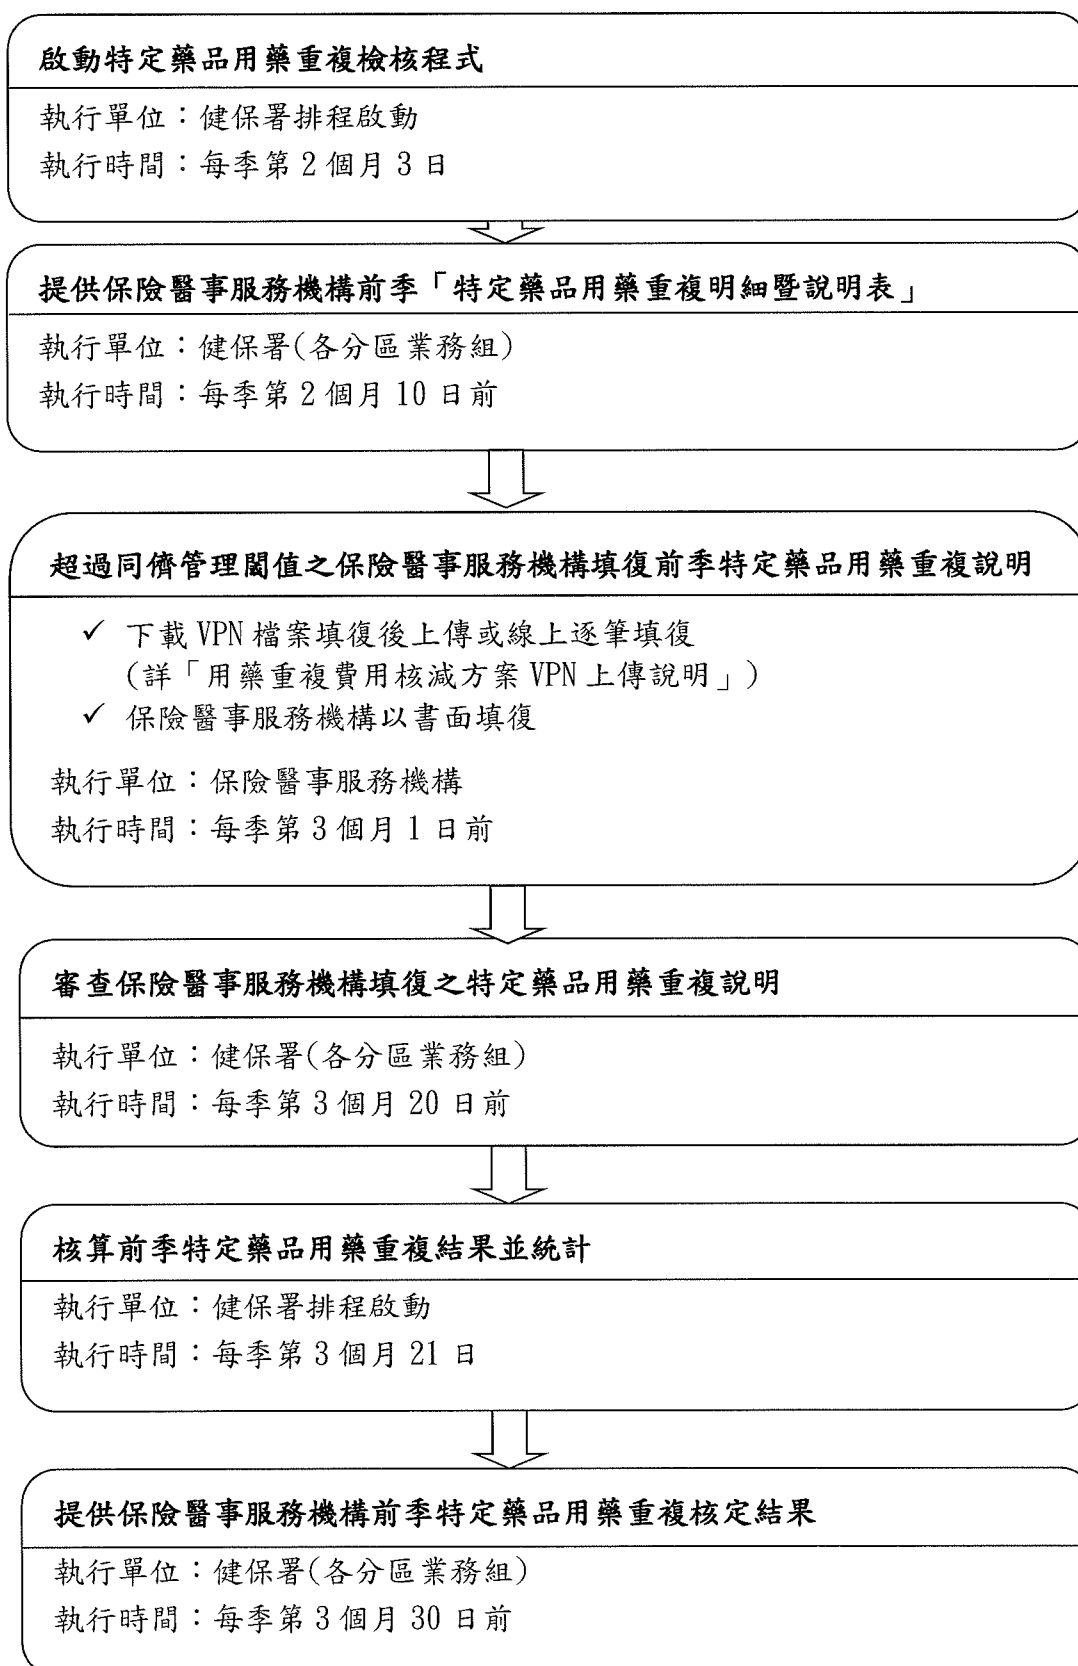 啟動特定藥品用藥重複檢核程式
執行單位：健保署排程啟動
執行時間：每季第 2 個月 3 日
提供保險醫事服務機構前季「特定藥品用藥重複明細暨說明表」
執行單位：健保署(各分區業務組)
執行時間：每季第 2 個月 10 日前
超過同儕管理閾值之保險醫事服務機構填復前季特定藥品用藥重複說明
✓ 下載 VPN 檔案填復後上傳或線上逐筆填復
(詳「用藥重複費用核減方案 VPN 上傳說明」)
✓ 保險醫事服務機構以書面填復
執行單位：保險醫事服務機構
執行時間：每季第 3 個月 1 日前
審查保險醫事服務機構填復之特定藥品用藥重複說明
執行單位：健保署(各分區業務組)
執行時間：每季第 3 個月 20 日前
核算前季特定藥品用藥重複結果並統計
執行單位：健保署排程啟動
執行時間：每季第 3 個月 21 日
提供保險醫事服務機構前季特定藥品用藥重複核定結果
執行單位：健保署(各分區業務組)
執行時間：每季第 3 個月 30 日前